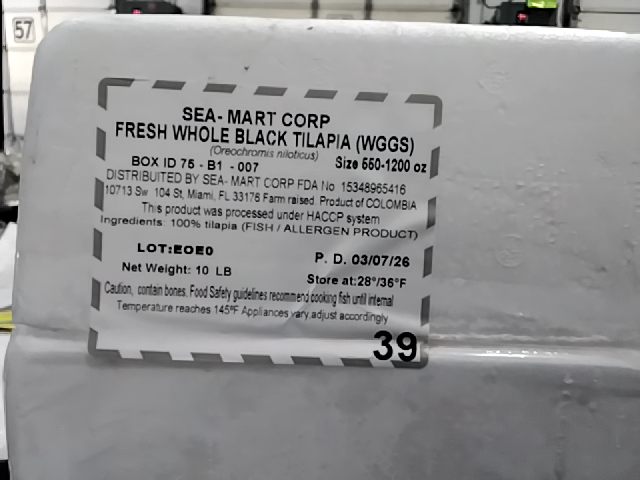 57
SEA- MART CORP
FRESH WHOLE BLACK TILAPIA (WGGS)
(Oreochromis niloticus) Size 550-1200 oz
BOX ID 75 - B1 - 007
DISTRIBUTED BY SEA- MART CORP FDA No 15348965416
10713 Sw 104 St, Miami, FL 33176 Farm raised. Product of COLOMBIA
This product was processed under HACCP system
Ingredients: 100% tilapia (FISH / ALLERGEN PRODUCT)
LOT:EOE0 P. D. 03/07/26
Net Weight: 10 LB Store at:28°/36°F
Caution, contain bones. Food Safety guidelines recommend cooking fish until internal
Temperature reaches 145°F Appliances vary,adjust accordingly
39